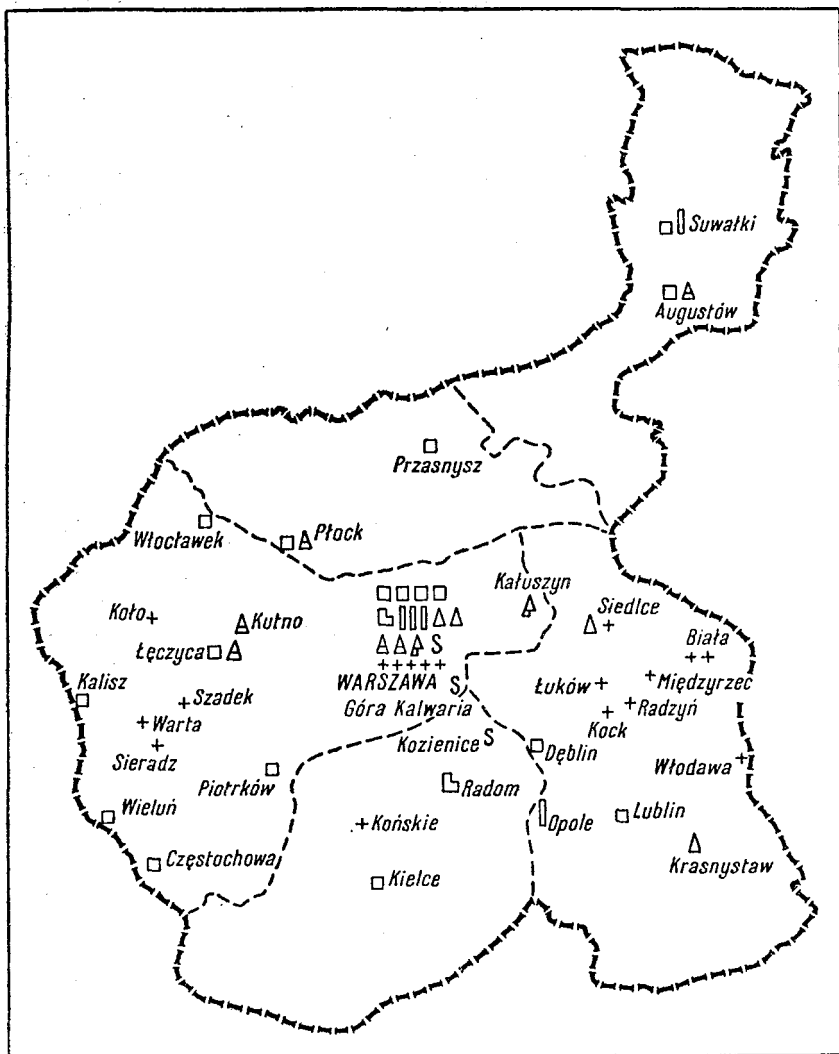 Suwałki
Augustów
Przasnysz
Włocławek
Płock
Kałuszyn
Siedlce
Koło
Kutno
Biała
Łęczyca
S
Kalisz
WARSZAWA S
Szadek
Góra Kalwaria
Łuków
Międzyrzec
Radzyń
Warta
Kock
Kozienice S
Sieradz
Dęblin
Włodawa
Piotrków
Radom
Wieluń
Końskie
Opole
Lublin
Częstochowa
Krasnystaw
Kielce